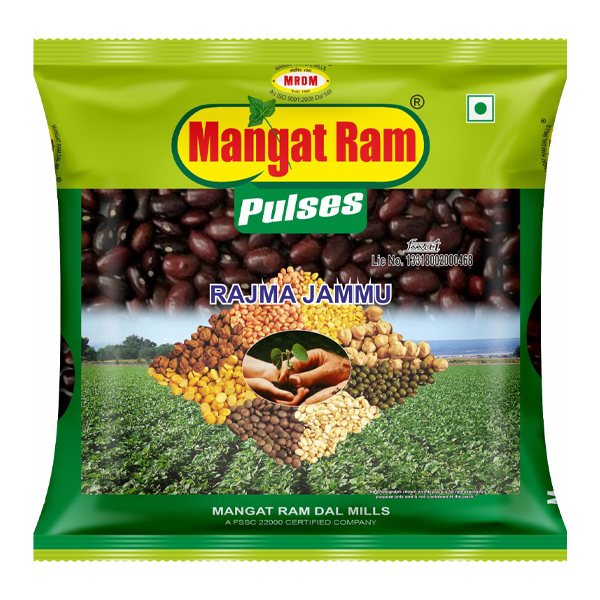 MRDM
An ISO 9001:2008 Dal Mill
®
Mangat Ram
Pulses
fssai
Lic No. 13318002000468
RAJMA JAMMU
MANGAT RAM DAL MILLS
A FSSC 22000 CERTIFIED COMPANY